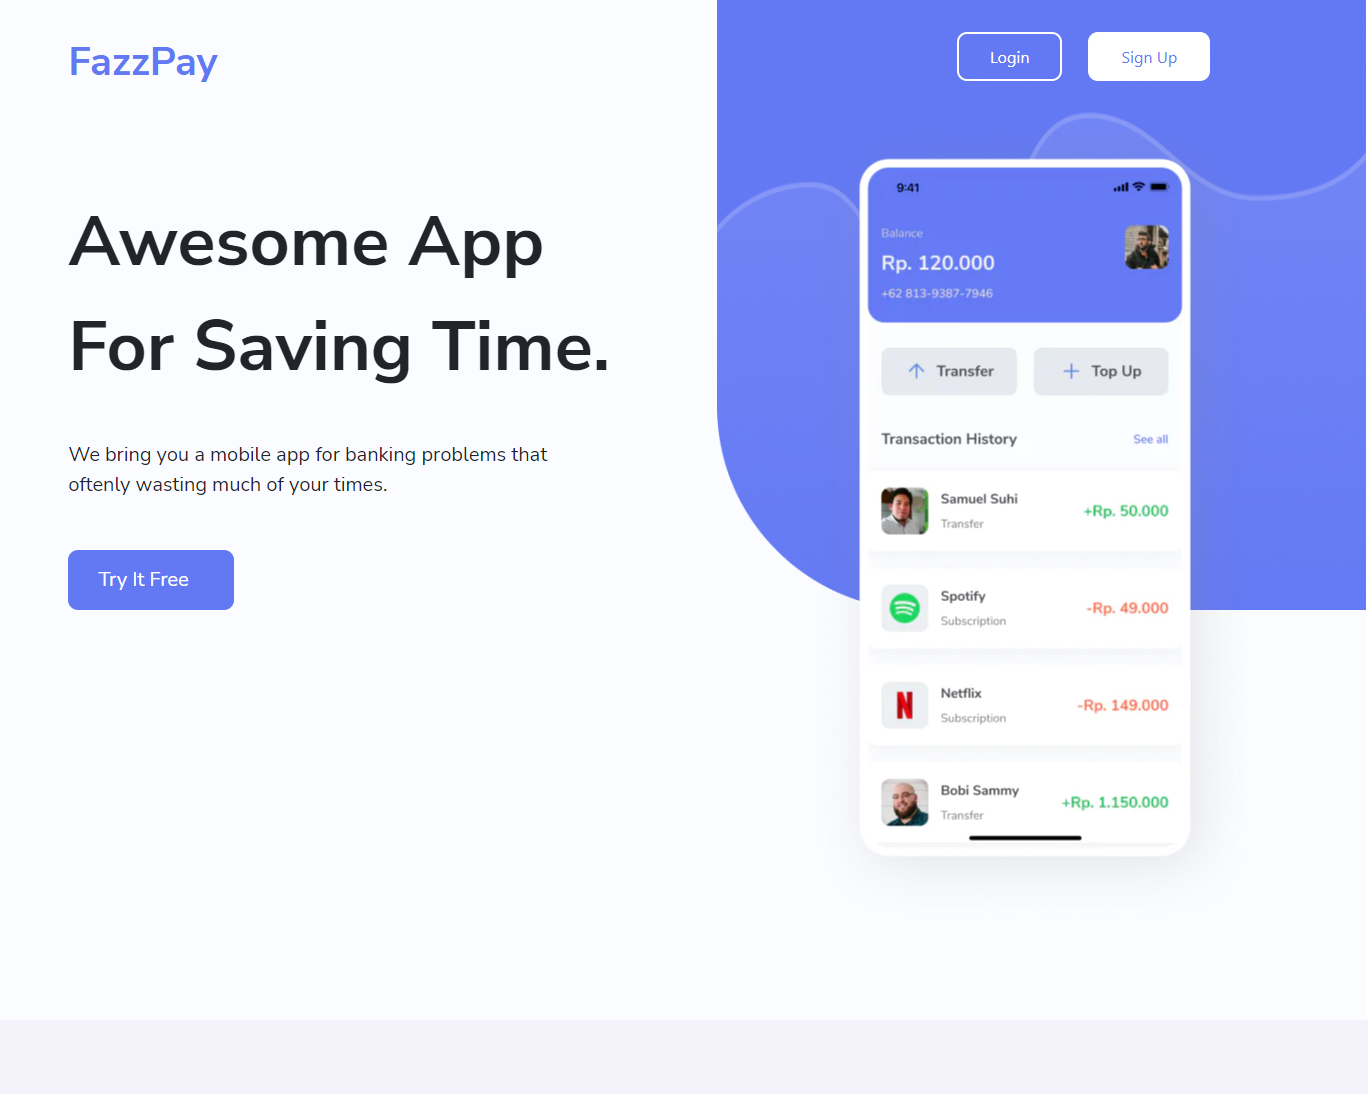 FazzPay
Login
Sign Up
Awesome App
For Saving Time.
We bring you a mobile app for banking problems that
oftenly wasting much of your times.
Try It Free
9:41
Balance
Rp. 120.000
+62 813-9387-7946
Transfer
Top Up
Transaction History
See all
Samuel Suhi
Transfer
+Rp. 50.000
Spotify
Subscription
-Rp. 49.000
N
Netflix
Subscription
-Rp. 149.000
Bobi Sammy
Transfer
+Rp. 1.150.000